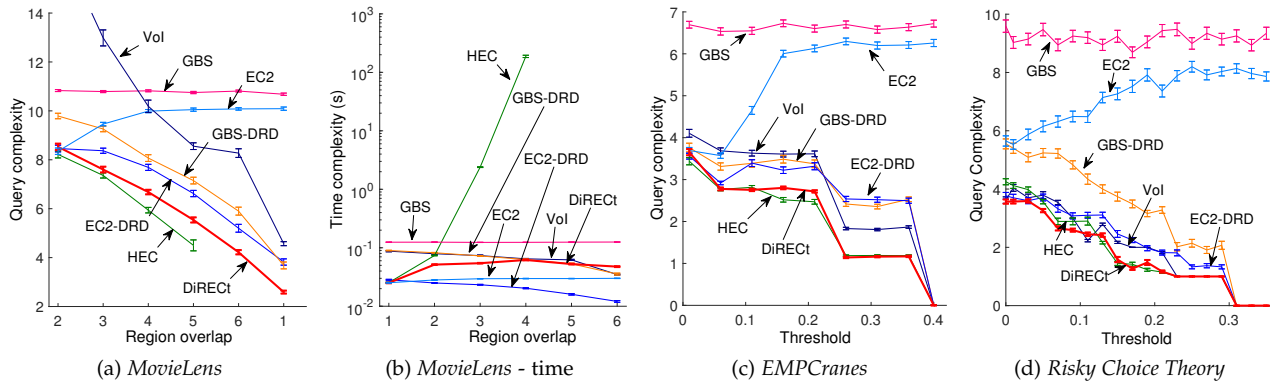 14
12
10
8
6
4
2
Query complexity
VoI
GBS
EC2
GBS-DRD
EC2-DRD
HEC
DiRECt
2 3 4 5 6 1
Region overlap
(a) MovieLens
10²
10¹
10⁰
10⁻¹
10⁻²
Time complexity (s)
HEC
GBS-DRD
EC2-DRD
GBS
EC2
VoI
DiRECt
1 2 3 4 5 6
Region overlap
(b) MovieLens - time
7
6
5
4
3
2
1
0
Query complexity
GBS
EC2
VoI
GBS-DRD
EC2-DRD
HEC
DiRECt
0 0.1 0.2 0.3 0.4
Threshold
(c) EMPCranes
10
8
6
4
2
0
Query Complexity
GBS
EC2
GBS-DRD
VoI
EC2-DRD
HEC
DiRECt
0 0.1 0.2 0.3
Threshold
(d) Risky Choice Theory